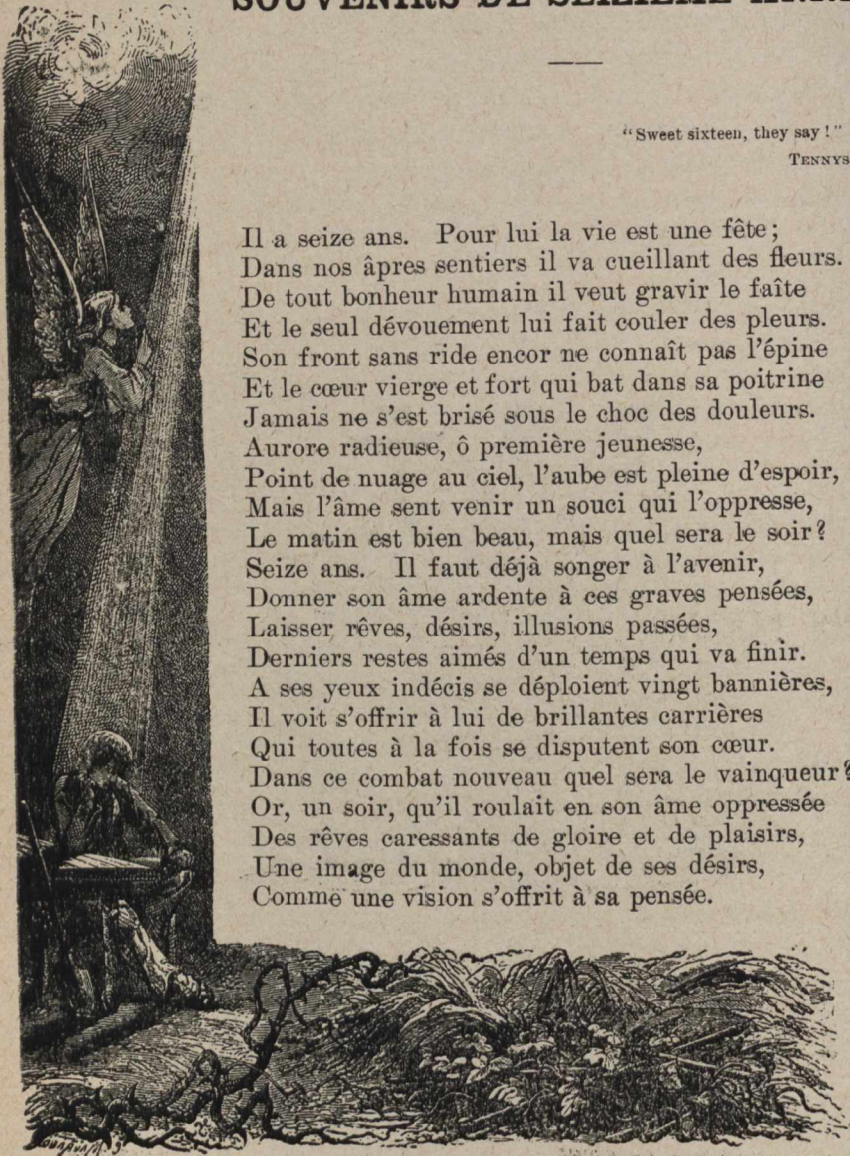 SOUVENIRS DE SEIZIÈME
"Sweet sixteen, they say !"
TENNYS
Il a seize ans. Pour lui la vie est une fête ;
Dans nos âpres sentiers il va cueillant des fleurs.
De tout bonheur humain il veut gravir le faîte
Et le seul dévouement lui fait couler des pleurs.
Son front sans ride encor ne connaît pas l'épine
Et le cœur vierge et fort qui bat dans sa poitrine
Jamais ne s'est brisé sous le choc des douleurs.
Aurore radieuse, ô première jeunesse,
Point de nuage au ciel, l'aube est pleine d'espoir,
Mais l'âme sent venir un souci qui l'oppresse,
Le matin est bien beau, mais quel sera le soir ?
Seize ans. Il faut déjà songer à l'avenir,
Donner son âme ardente à ces graves pensées,
Laisser rêves, désirs, illusions passées,
Derniers restes aimés d'un temps qui va finir.
A ses yeux indécis se déploient vingt bannières,
Il voit s'offrir à lui de brillantes carrières
Qui toutes à la fois se disputent son cœur.
Dans ce combat nouveau quel sera le vainqueur ?
Or, un soir, qu'il roulait en son âme oppressée
Des rêves caressants de gloire et de plaisirs,
Une image du monde, objet de ses désirs,
Comme une vision s'offrit à sa pensée.